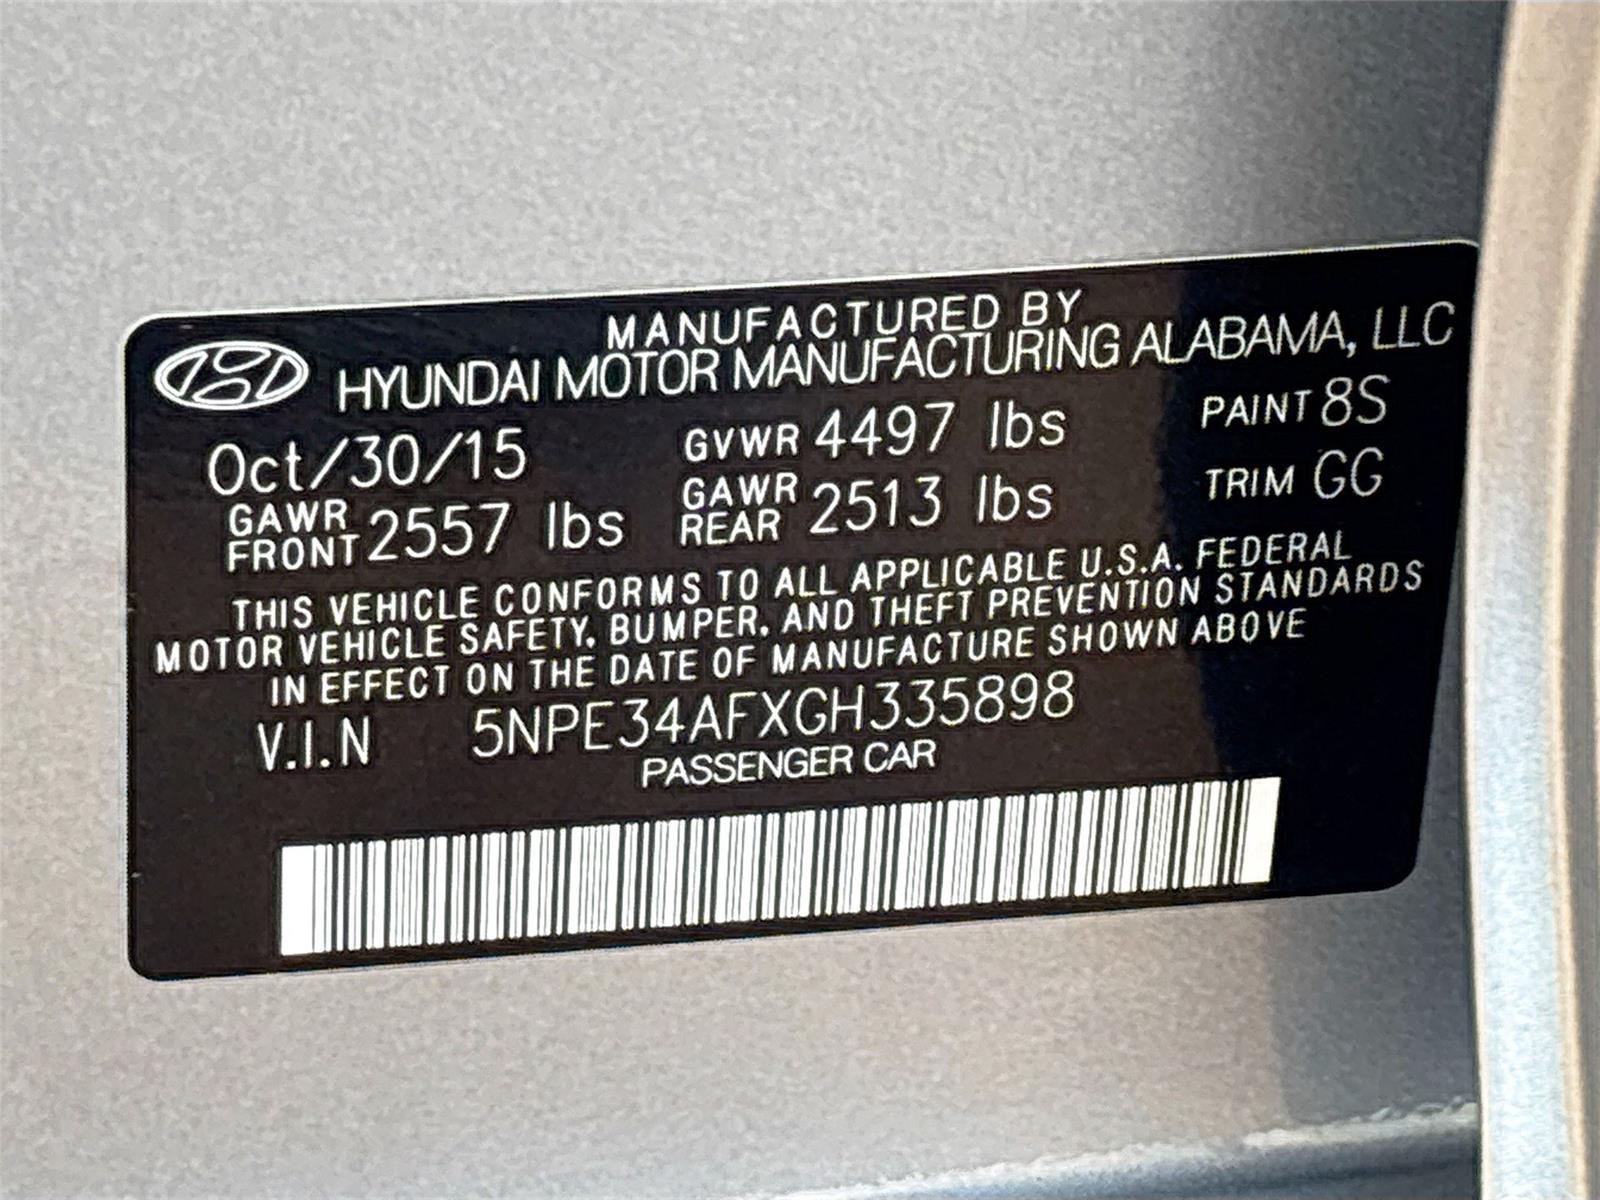 MANUFACTURED BY
HYUNDAI MOTOR MANUFACTURING ALABAMA, LLC
Oct/30/15 GVWR 4497 lbs PAINT 8S
GAWR FRONT 2557 lbs GAWR REAR 2513 lbs TRIM GG
THIS VEHICLE CONFORMS TO ALL APPLICABLE U.S.A. FEDERAL
MOTOR VEHICLE SAFETY, BUMPER, AND THEFT PREVENTION STANDARDS
IN EFFECT ON THE DATE OF MANUFACTURE SHOWN ABOVE
V.I.N 5NPE34AFXGH335898
PASSENGER CAR